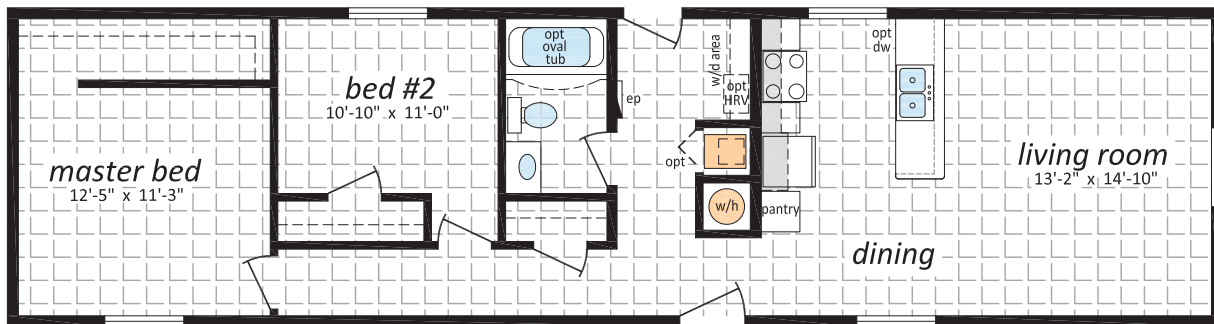 master bed
12'-5" x 11'-3"
bed #2
10'-10" x 11'-0"
opt
oval
tub
ep
w/d area
opt
HRV
opt
w/h
pantry
opt
dw
dining
living room
13'-2" x 14'-10"